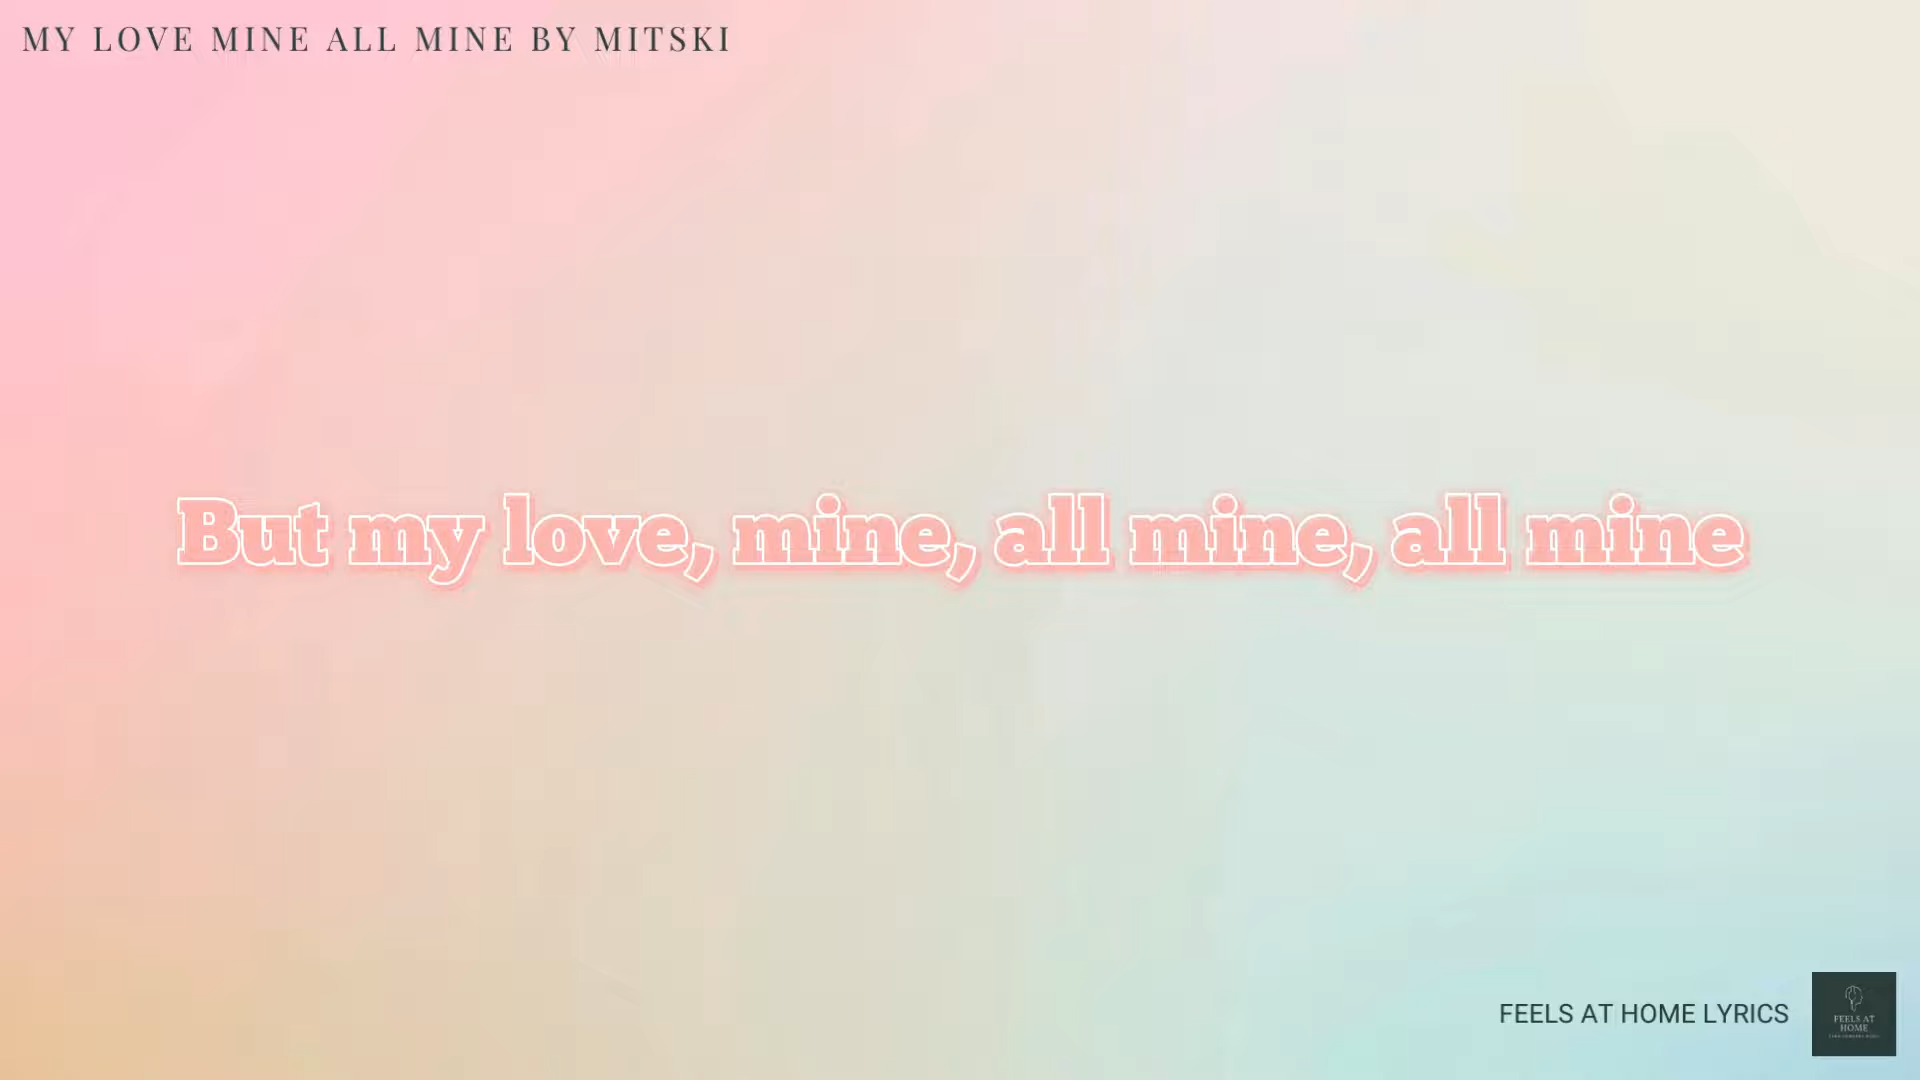 MY LOVE MINE ALL MINE BY MITSKI
But my love, mine, all mine, all mine
FEELS AT HOME LYRICS
FEELS AT
HOME